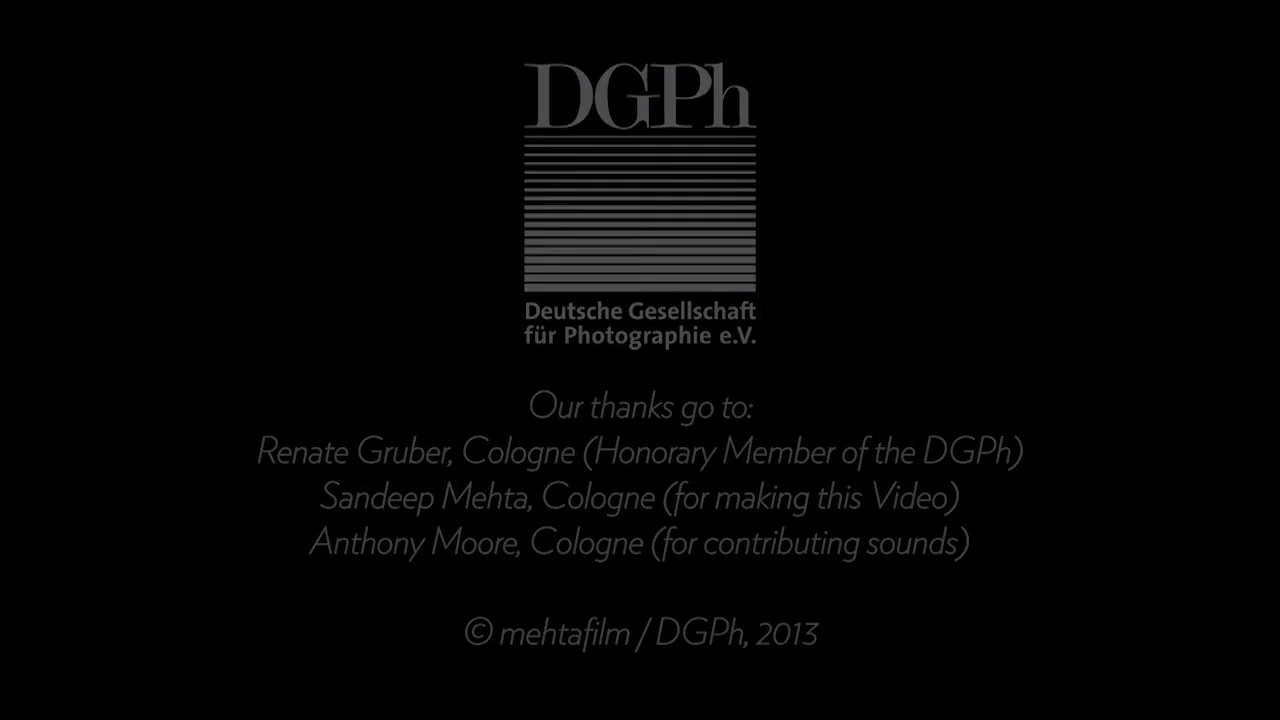 DGPh
Deutsche Gesellschaft
für Photographie e.V.
Our thanks go to:
Renate Gruber, Cologne (Honorary Member of the DGPh)
Sandeep Mehta, Cologne (for making this Video)
Anthony Moore, Cologne (for contributing sounds)
© mehtafilm / DGPh, 2013